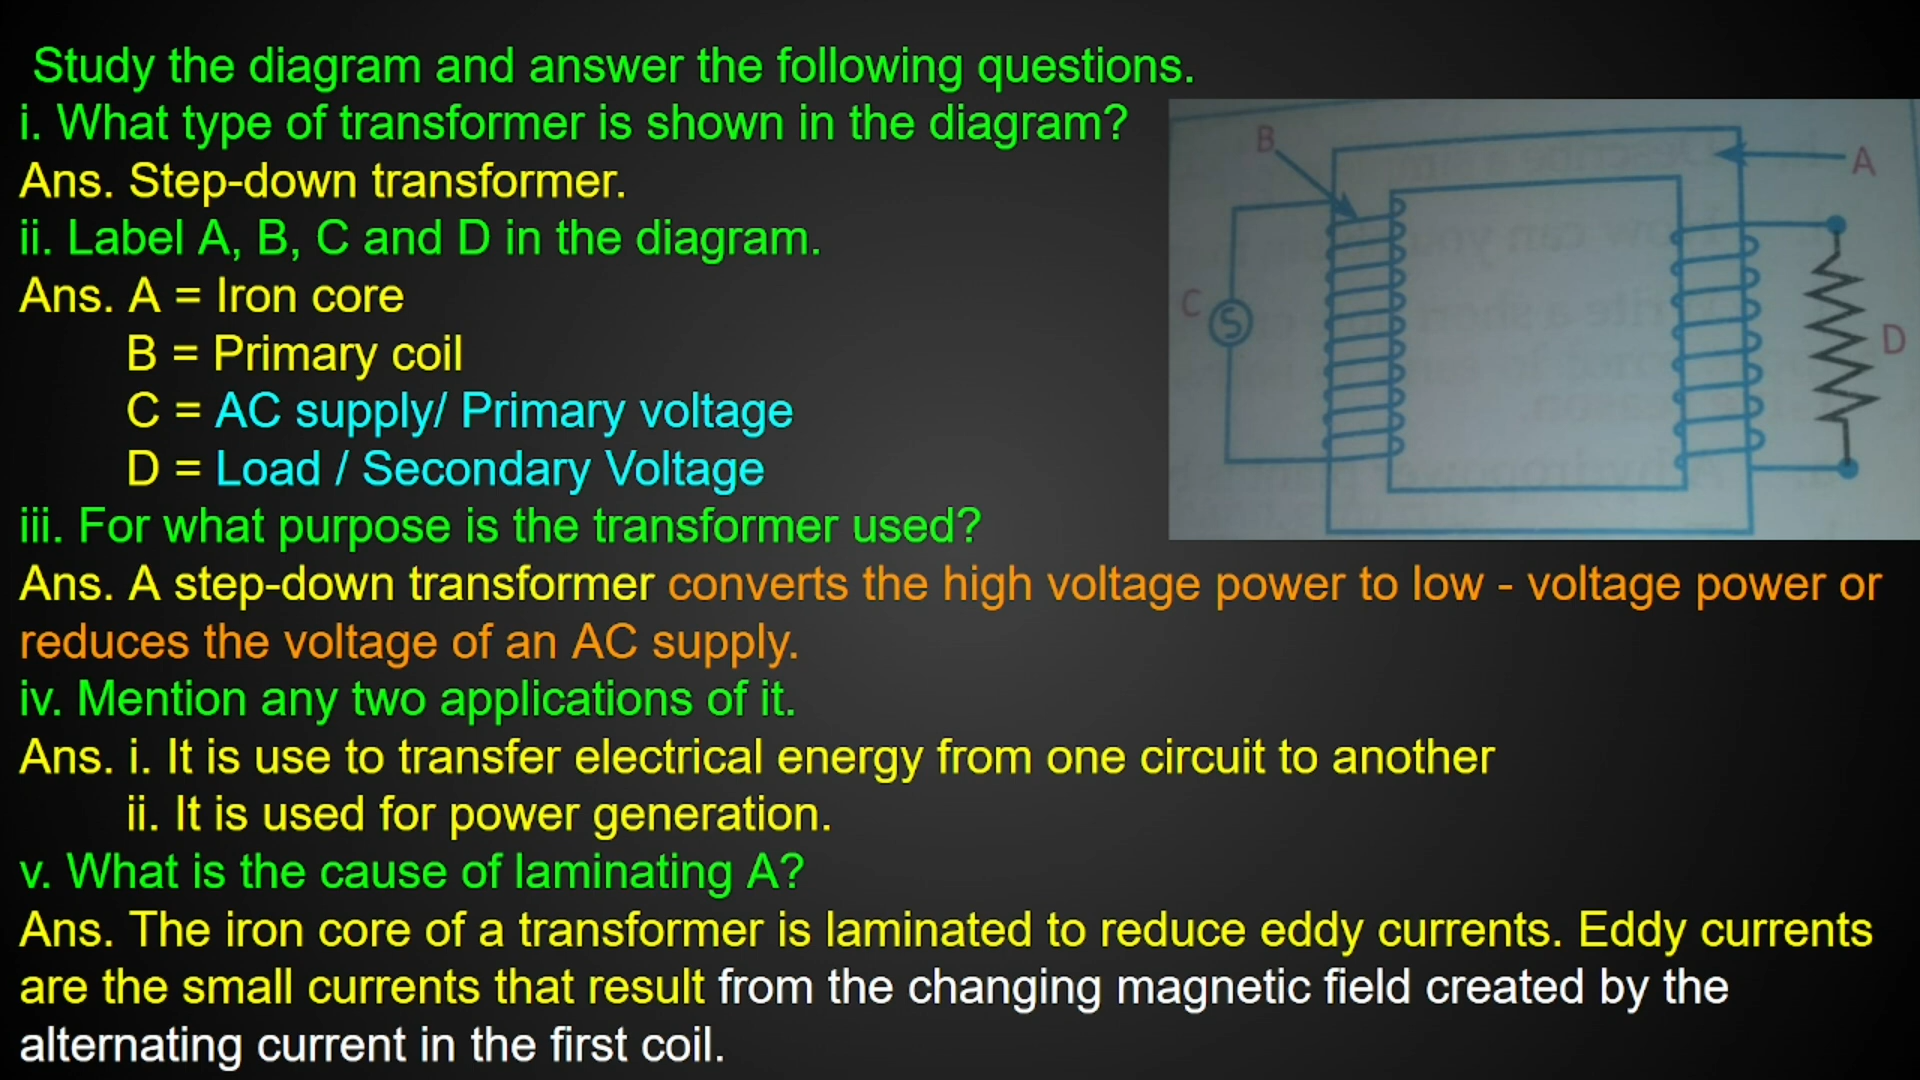 Study the diagram and answer the following questions.
i. What type of transformer is shown in the diagram?
Ans. Step-down transformer.
ii. Label A, B, C and D in the diagram.
Ans. A = Iron core
B = Primary coil
C = AC supply/ Primary voltage
D = Load / Secondary Voltage
iii. For what purpose is the transformer used?
Ans. A step-down transformer converts the high voltage power to low - voltage power or
reduces the voltage of an AC supply.
iv. Mention any two applications of it.
Ans. i. It is use to transfer electrical energy from one circuit to another
ii. It is used for power generation.
v. What is the cause of laminating A?
Ans. The iron core of a transformer is laminated to reduce eddy currents. Eddy currents
are the small currents that result from the changing magnetic field created by the
alternating current in the first coil.
B
A
C
D